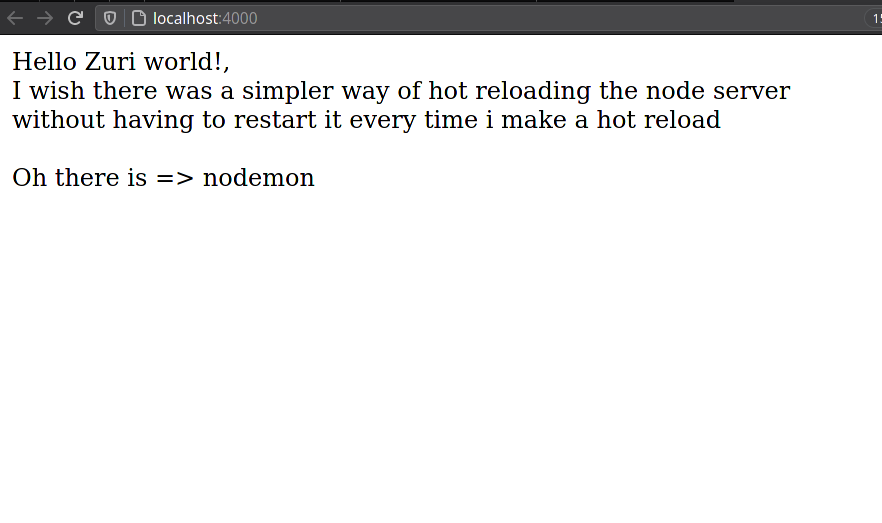 localhost:4000
Hello Zuri world!,
I wish there was a simpler way of hot reloading the node server
without having to restart it every time i make a hot reload
Oh there is => nodemon